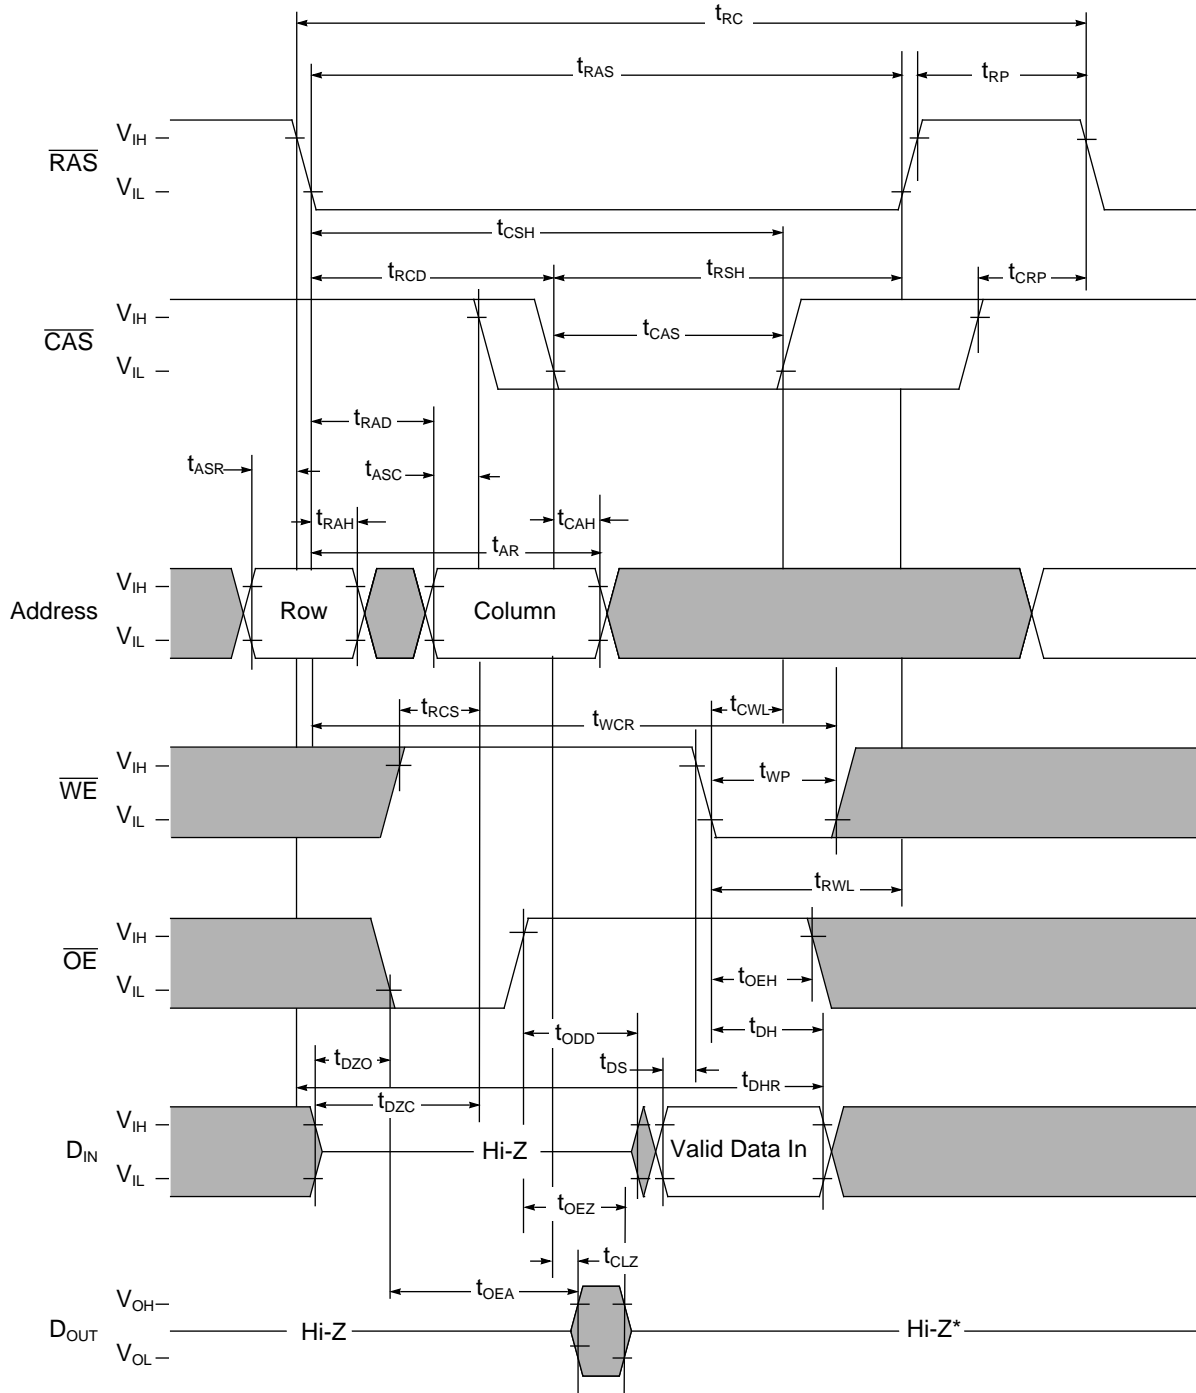 tRC
tRAS
tRP
RAS
VIH
VIL
tCSH
tRCD
tRSH
tCRP
CAS
VIH
VIL
tCAS
tRAD
tASR
tASC
tRAH
tCAH
tAR
Address
VIH
VIL
Row
Column
tRCS
tCWL
tWCR
WE
VIH
VIL
tWP
tRWL
OE
VIH
VIL
tOEH
tODD
tDH
tDZO
tDS
tDHR
tDZC
DIN
VIH
VIL
Hi-Z
Valid Data In
tOEZ
tCLZ
tOEA
DOUT
VOH
VOL
Hi-Z
Hi-Z*